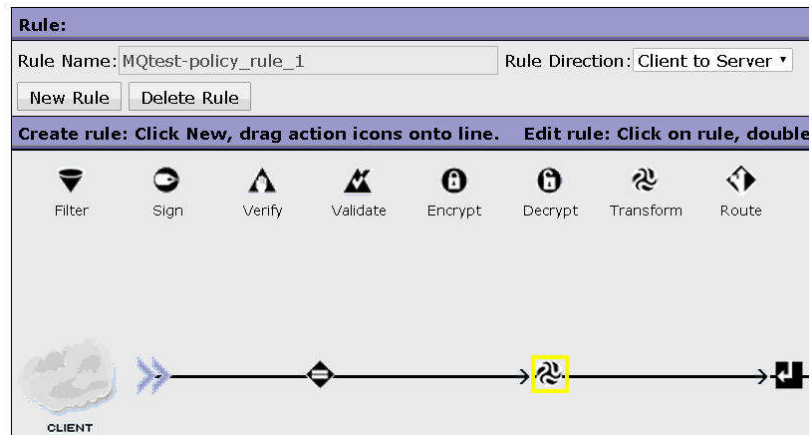 Rule:
Rule Name: MQtest-policy_rule_1 Rule Direction: Client to Server
New Rule Delete Rule
Create rule: Click New, drag action icons onto line. Edit rule: Click on rule, double
Filter Sign Verify Validate Encrypt Decrypt Transform Route
CLIENT